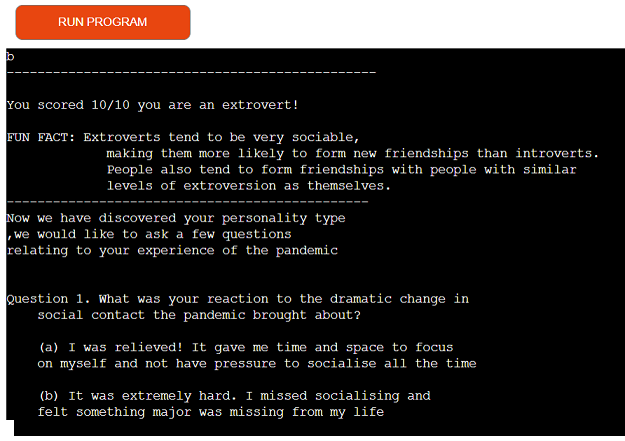 RUN PROGRAM
b
------------------------------------------------
You scored 10/10 you are an extrovert!
FUN FACT: Extroverts tend to be very sociable,
making them more likely to form new friendships than introverts.
People also tend to form friendships with people with similar
levels of extroversion as themselves.
-----------------------------------------------
Now we have discovered your personality type
,we would like to ask a few questions
relating to your experience of the pandemic
Question 1. What was your reaction to the dramatic change in
social contact the pandemic brought about?
(a) I was relieved! It gave me time and space to focus
on myself and not have pressure to socialise all the time
(b) It was extremely hard. I missed socialising and
felt something major was missing from my life